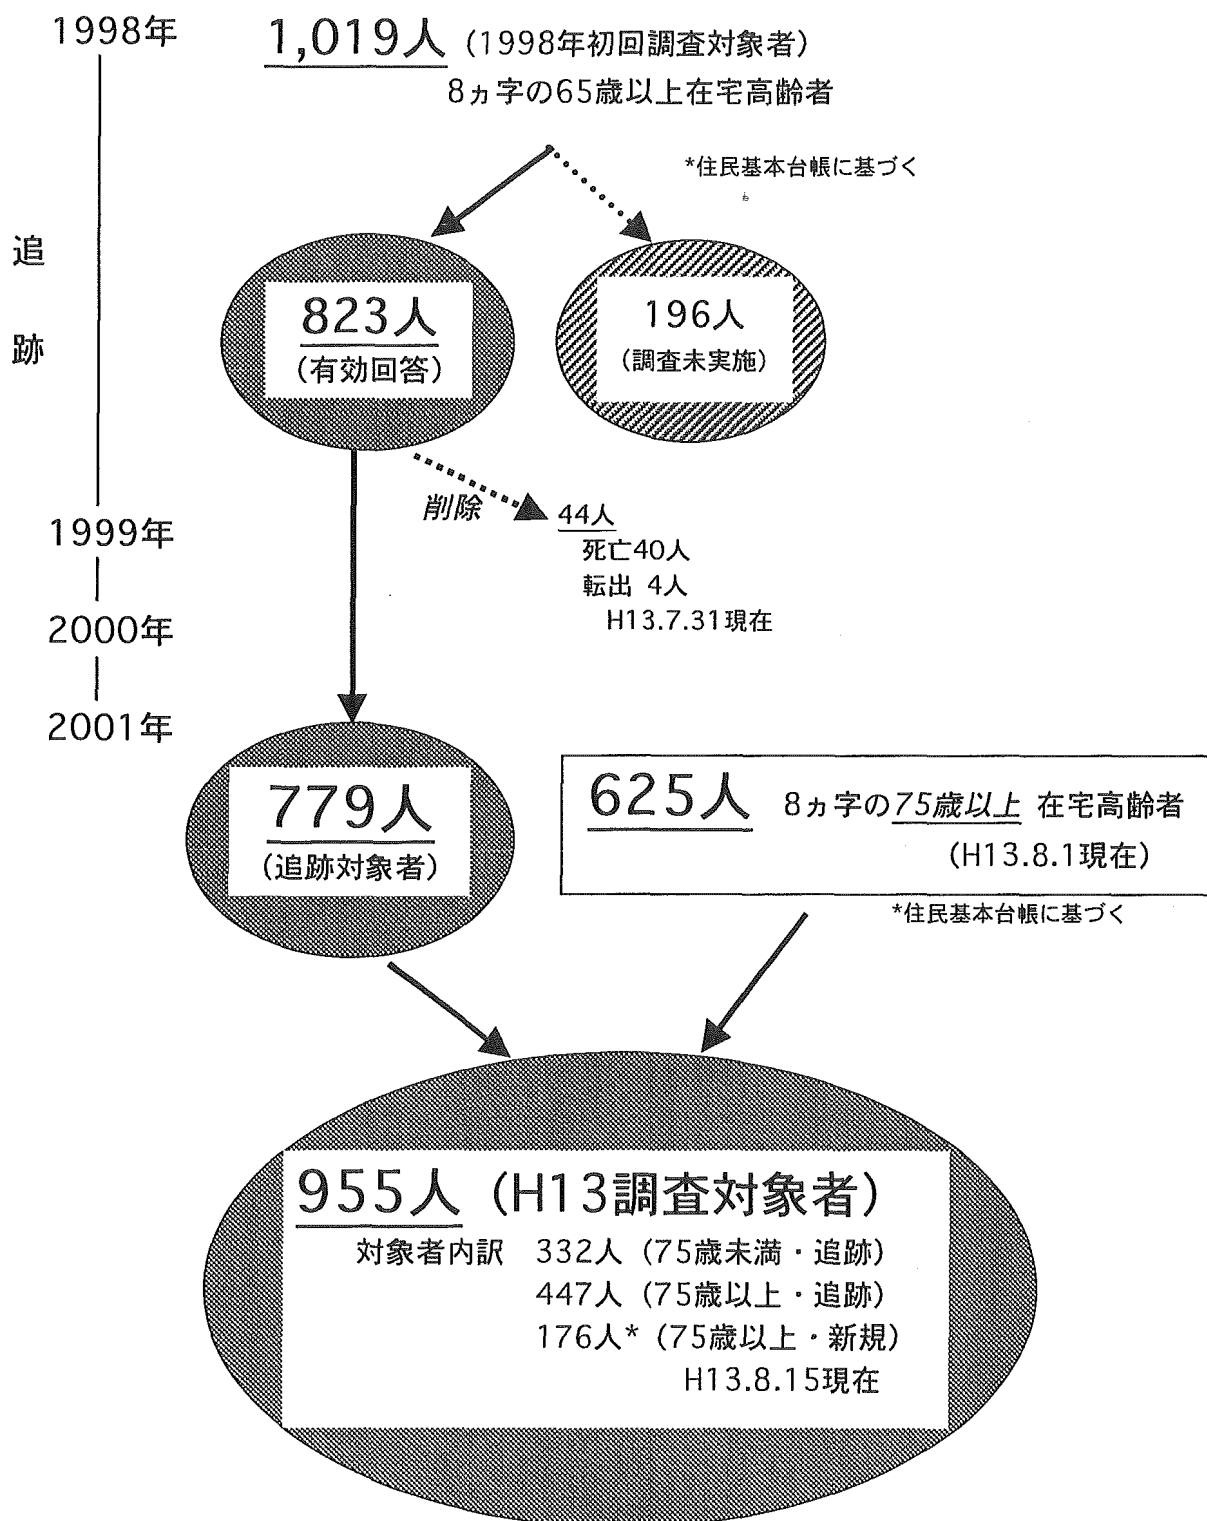 1998年
1,019人 (1998年初回調査対象者)
8ヵ字の65歳以上在宅高齢者
*住民基本台帳に基づく
追
跡
823人
(有効回答)
196人
(調査未実施)
削除
44人
死亡40人
転出 4人
H13.7.31現在
1999年
2000年
2001年
779人
(追跡対象者)
625人 8ヵ字の75歳以上 在宅高齢者
(H13.8.1現在)
*住民基本台帳に基づく
955人 (H13調査対象者)
対象者内訳 332人 (75歳未満・追跡)
447人 (75歳以上・追跡)
176人* (75歳以上・新規)
H13.8.15現在